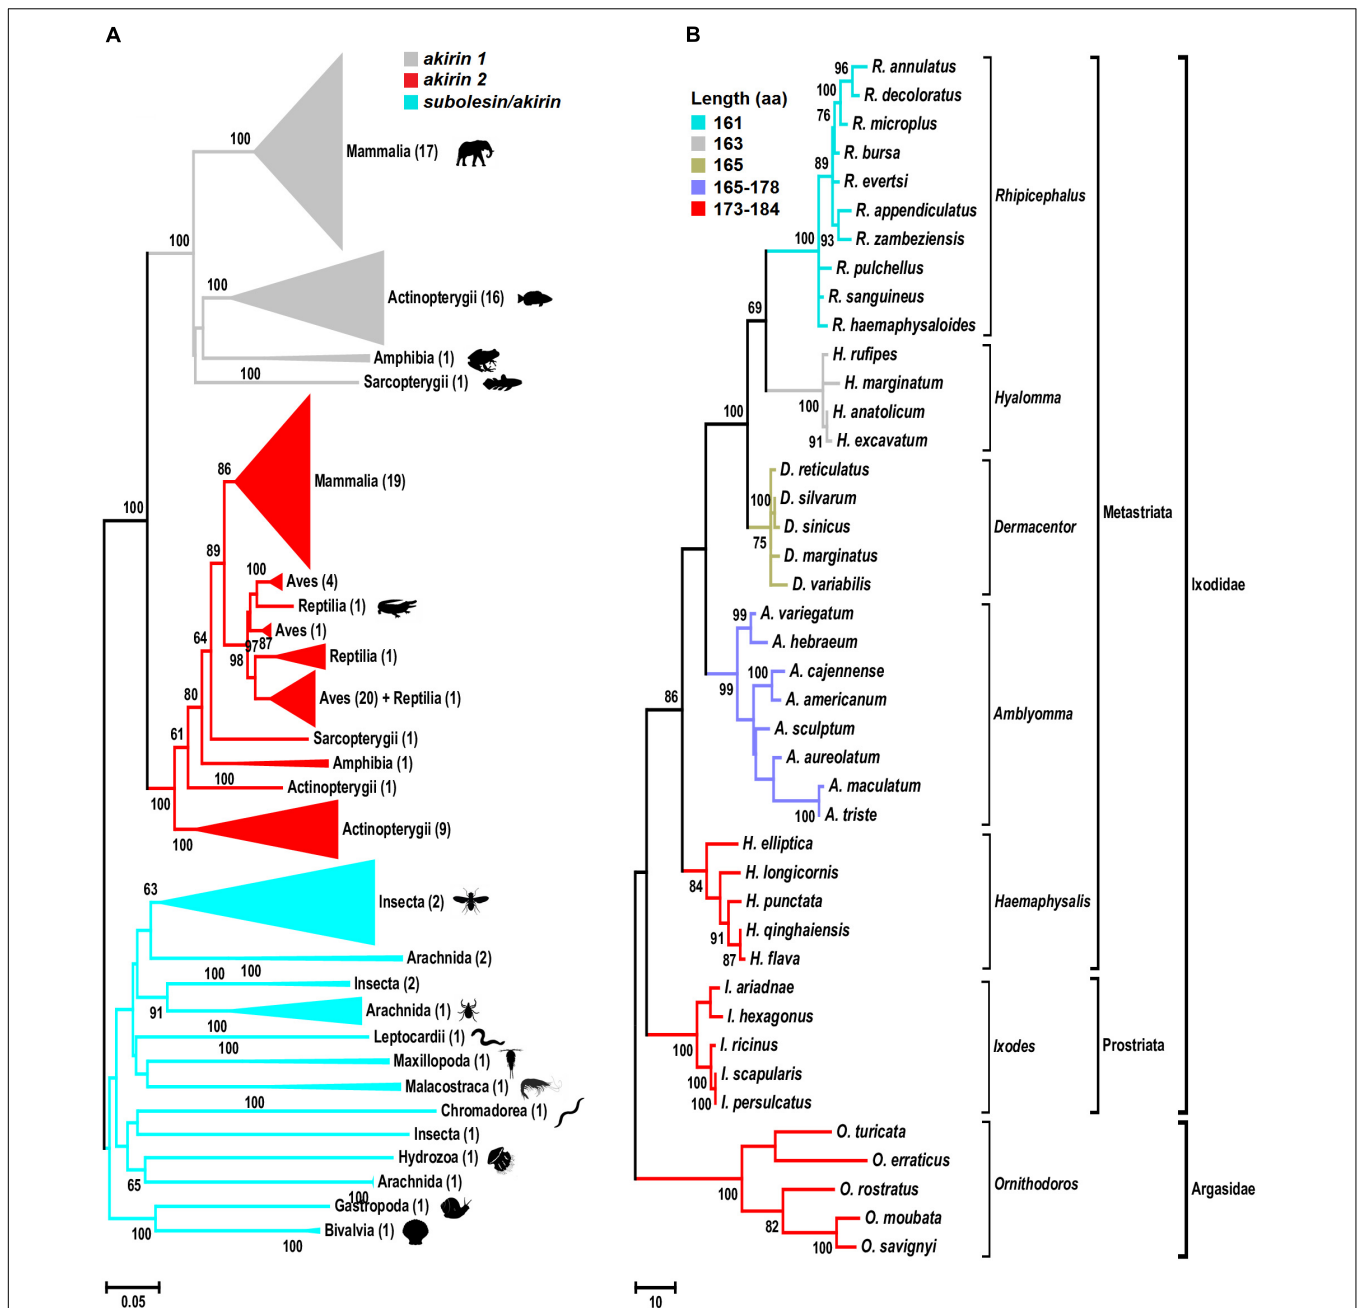 A
akirin 1
akirin 2
subolesin/akirin
100
Mammalia (17)
100
100
Actinopterygii (16)
Amphibia (1)
100
Sarcopterygii (1)
86
Mammalia (19)
100
89
100
Aves (4)
Reptilia (1)
Aves (1)
64
97
87
98
Reptilia (1)
80
Aves (20) + Reptilia (1)
61
Sarcopterygii (1)
Amphibia (1)
100
Actinopterygii (1)
100
Actinopterygii (9)
100
63
Insecta (2)
Arachnida (2)
100
100
Insecta (2)
91
Arachnida (1)
100
Leptocardii (1)
100
Maxillopoda (1)
Malacostraca (1)
100
Chromadorea (1)
Insecta (1)
Hydrozoa (1)
65
Arachnida (1)
100
Gastropoda (1)
100
Bivalvia (1)
100
0.05
B
Length (aa)
161
163
165
165-178
173-184
96
R. annulatus
100
R. decoloratus
76
R. microplus
R. bursa
89
R. evertsi
R. appendiculatus
100
93
R. zambeziensis
R. pulchellus
R. sanguineus
R. haemaphysaloides
Rhipicephalus
69
H. rufipes
H. marginatum
100
H. anatolicum
91
H. excavatum
Hyalomma
100
D. reticulatus
100
D. silvarum
D. sinicus
75
D. marginatus
D. variabilis
Dermacentor
Metastriata
Ixodidae
99
A. variegatum
A. hebraeum
100
A. cajennense
99
A. americanum
A. sculptum
A. aureolatum
A. maculatum
100
A. triste
Amblyomma
86
H. elliptica
84
H. longicornis
H. punctata
91
H. qinghaiensis
87
H. flava
Haemaphysalis
I. ariadnae
I. hexagonus
100
I. ricinus
100
I. scapularis
100
I. persulcatus
Ixodes
Prostriata
O. turicata
O. erraticus
100
O. rostratus
82
O. moubata
100
O. savignyi
Ornithodoros
Argasidae
10